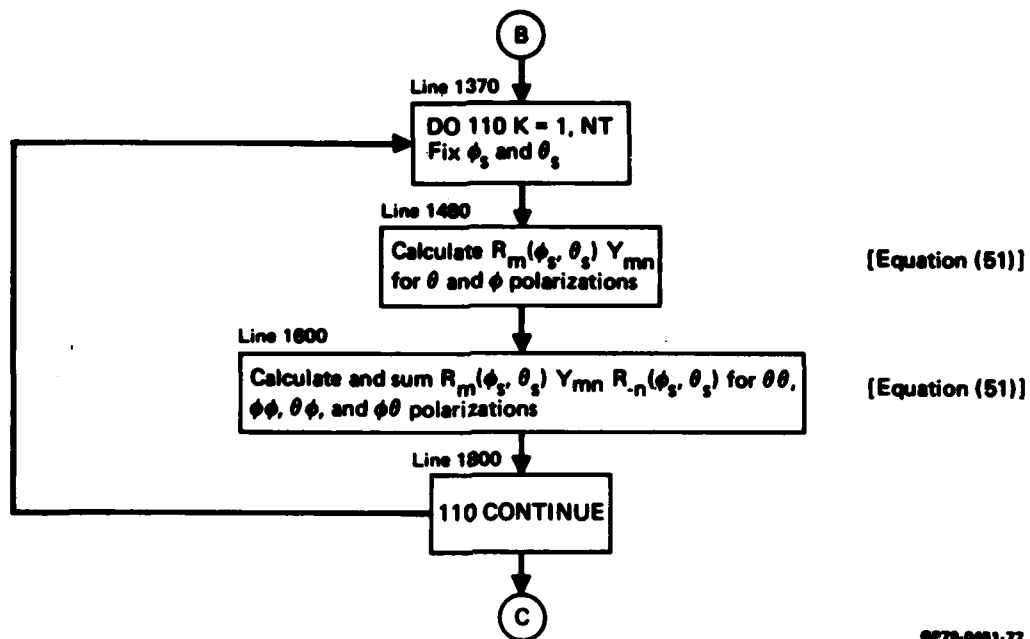 B
Line 1370
DO 110 K = 1, NT
Fix ϕs and θs
Line 1480
Calculate Rm(ϕs, θs) Ymn
for θ and ϕ polarizations
[Equation (51)]
Line 1600
Calculate and sum Rm(ϕs, θs) Ymn R-n(ϕs, θs) for θθ,
ϕϕ, θϕ, and ϕθ polarizations
[Equation (51)]
Line 1800
110 CONTINUE
C